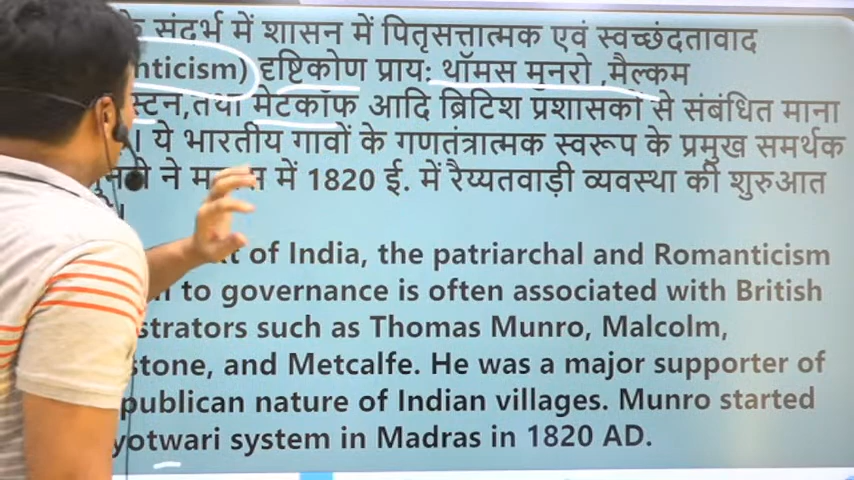 के संदर्भ में शासन में पितृसत्तात्मक एवं स्वच्छंदतावाद
nticism) दृष्टिकोण प्रायः थॉमस मुनरो ,मैल्कम
स्टन,तथा मेटकॉफ आदि ब्रिटिश प्रशासकों से संबंधित माना
। ये भारतीय गावों के गणतंत्रात्मक स्वरूप के प्रमुख समर्थक
ने में 1820 ई. में रैय्यतवाड़ी व्यवस्था की शुरुआत
of India, the patriarchal and Romanticism
to governance is often associated with British
strators such as Thomas Munro, Malcolm,
stone, and Metcalfe. He was a major supporter of
publican nature of Indian villages. Munro started
yotwari system in Madras in 1820 AD.